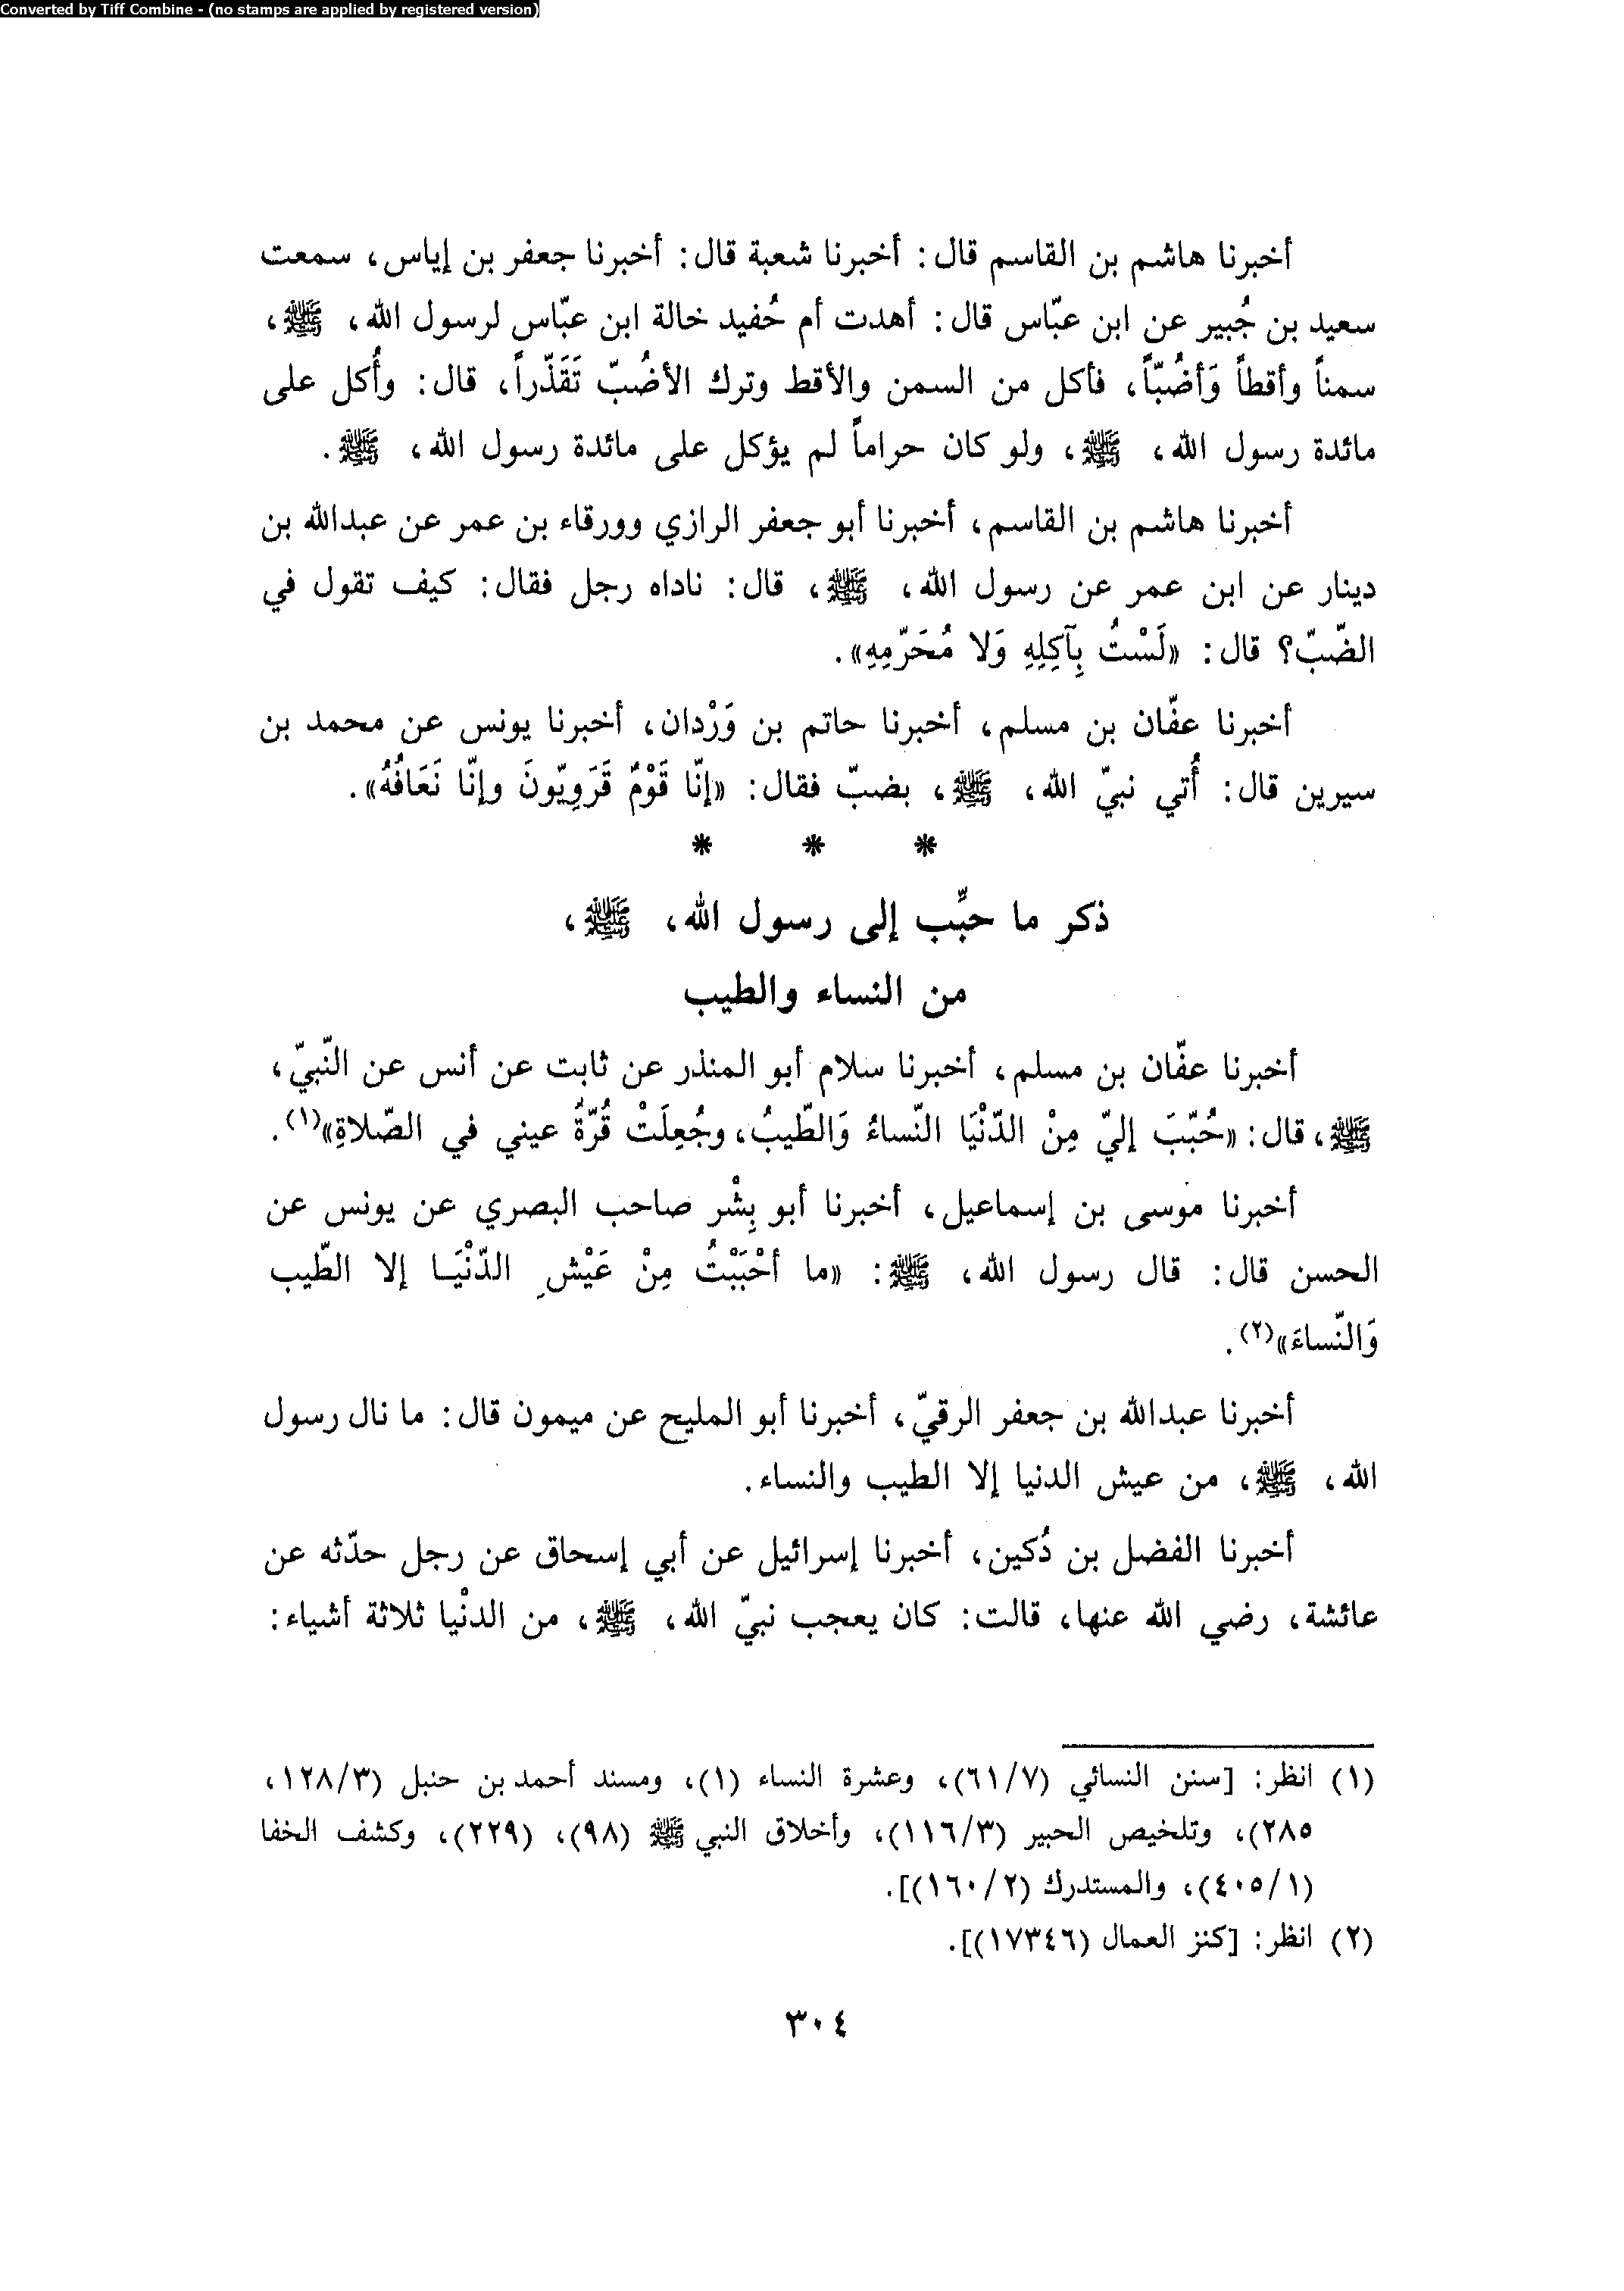 Converted by Tiff Combine - (no stamps are applied by registered version)
أخبرنا هاشم بن القاسم قال: أخبرنا شعبة قال: أخبرنا جعفر بن إياس، سمعت
سعيد بن جُبير عن ابن عبّاس قال: أهدت أم حُفيد خالة ابن عبّاس لرسول الله، ﷺ،
سمناً وأقطاً وَأضُبّاً، فأكل من السمن والأقط وترك الأضُبّ تَقَذّراً، قال: وأُكل على
مائدة رسول الله، ﷺ، ولو كان حراماً لم يؤكل على مائدة رسول الله، ﷺ.
أخبرنا هاشم بن القاسم، أخبرنا أبو جعفر الرازي وورقاء بن عمر عن عبدالله بن
دينار عن ابن عمر عن رسول الله، ﷺ، قال: ناداه رجل فقال: كيف تقول في
الضّبّ؟ قال: «لَسْتُ بِآكِلِهِ وَلا مُحَرّمِهِ».
أخبرنا عفّان بن مسلم، أخبرنا حاتم بن وَرْدان، أخبرنا يونس عن محمد بن
سيرين قال: أُتي نبيّ الله، ﷺ، بضبّ فقال: «إنّا قَوْمٌ قَرَوِيّونَ وإنّا نَعَافُهُ».
* * *
ذكر ما حبِّب إلى رسول الله، ﷺ،
من النساء والطيب
أخبرنا عفّان بن مسلم، أخبرنا سلام أبو المنذر عن ثابت عن أنس عن النّبيّ،
ﷺ، قال: «حُبّبَ إليّ مِنْ الدّنْيَا النّساءُ وَالطّيبُ، وجُعِلَتْ قُرّةُ عيني في الصّلاةِ»(١).
أخبرنا موسى بن إسماعيل، أخبرنا أبو بِشْر صاحب البصري عن يونس عن
الحسن قال: قال رسول الله، ﷺ: «ما أحْبَبْتُ مِنْ عَيْشِ الدّنْيَا إلا الطّيب
وَالنّساءَ»(٢).
أخبرنا عبدالله بن جعفر الرقيّ، أخبرنا أبو المليح عن ميمون قال: ما نال رسول
الله، ﷺ، من عيش الدنيا إلا الطيب والنساء.
أخبرنا الفضل بن دُكين، أخبرنا إسرائيل عن أبي إسحاق عن رجل حدّثه عن
عائشة، رضي الله عنها، قالت: كان يعجب نبيّ الله، ﷺ، من الدنْيا ثلاثة أشياء:
(١) انظر: [سنن النسائي (٦١/٧)، وعشرة النساء (١)، ومسند أحمد بن حنبل (١٢٨/٣،
٢٨٥)، وتلخيص الحبير (١١٦/٣)، وأخلاق النبي ﷺ (٩٨)، (٢٢٩)، وكشف الخفا
(٤٠٥/١)، والمستدرك (١٦٠/٢)].
(٢) انظر: [كنز العمال (١٧٣٤٦)].
٣٠٤